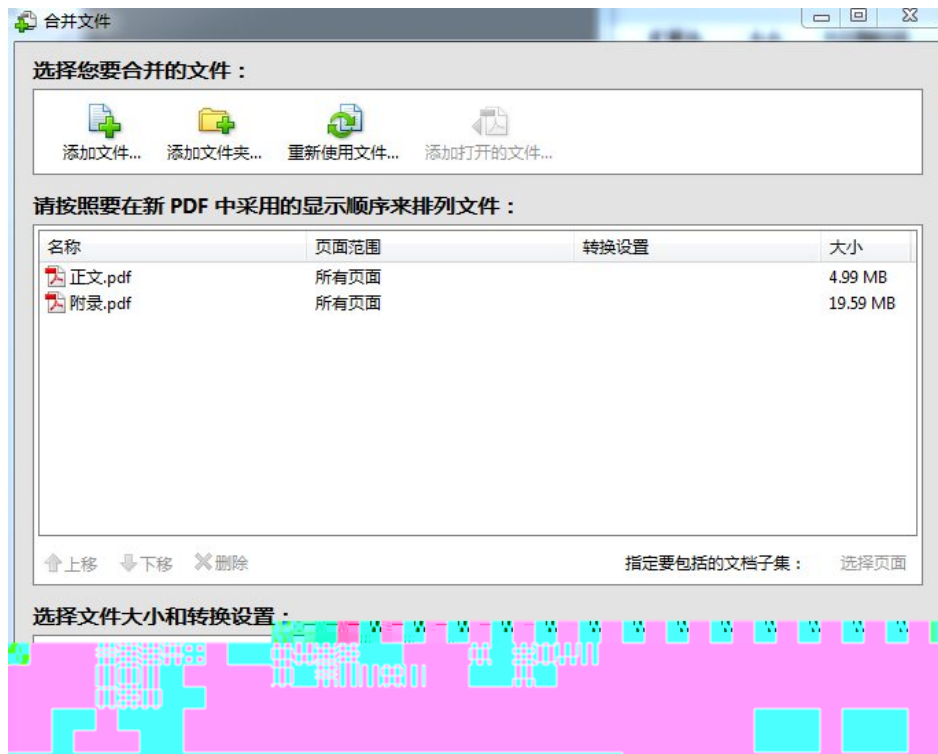 合并文件
选择您要合并的文件：
添加文件... 添加文件夹... 重新使用文件... 添加打开的文件...
请按照要在新 PDF 中采用的显示顺序来排列文件：
名称 页面范围 转换设置 大小
正文.pdf 所有页面 4.99 MB
附录.pdf 所有页面 19.59 MB
上移 下移 删除 指定要包括的文档子集： 选择页面
选择文件大小和转换设置：